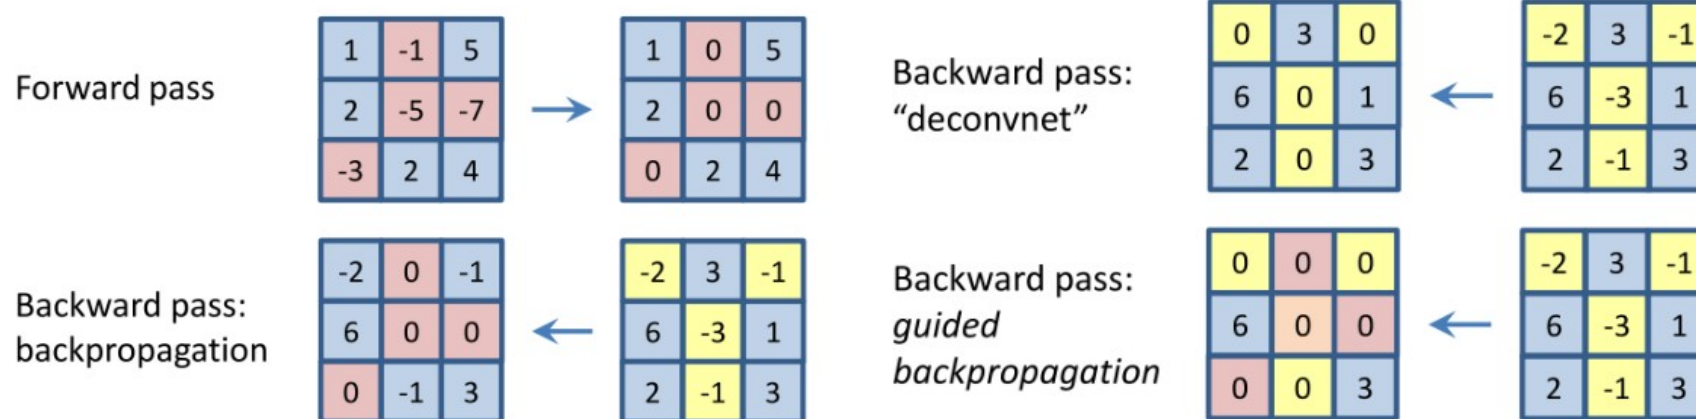 Forward pass
1 -1 5
2 -5 -7
-3 2 4
1 0 5
2 0 0
0 2 4
Backward pass:
backpropagation
-2 0 -1
6 0 0
0 -1 3
-2 3 -1
6 -3 1
2 -1 3
Backward pass:
“deconvnet”
0 3 0
6 0 1
2 0 3
-2 3 -1
6 -3 1
2 -1 3
Backward pass:
guided
backpropagation
0 0 0
6 0 0
0 0 3
-2 3 -1
6 -3 1
2 -1 3